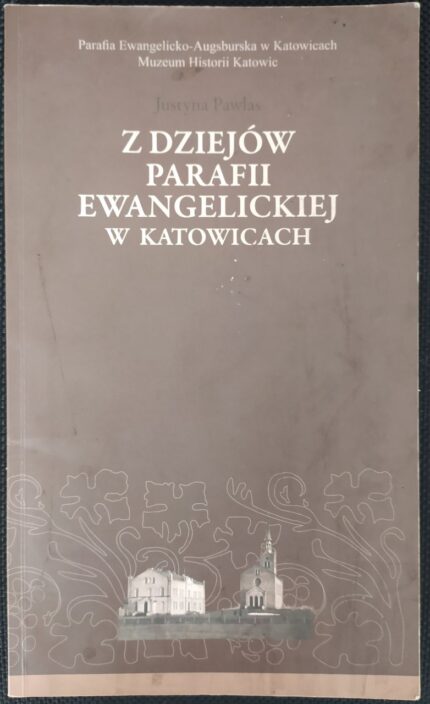 Parafia Ewangelicko-Augsburska w Katowicach
Muzeum Historii Katowic
Justyna Pawlas
Z DZIEJÓW
PARAFII
EWANGELICKIEJ
W KATOWICACH